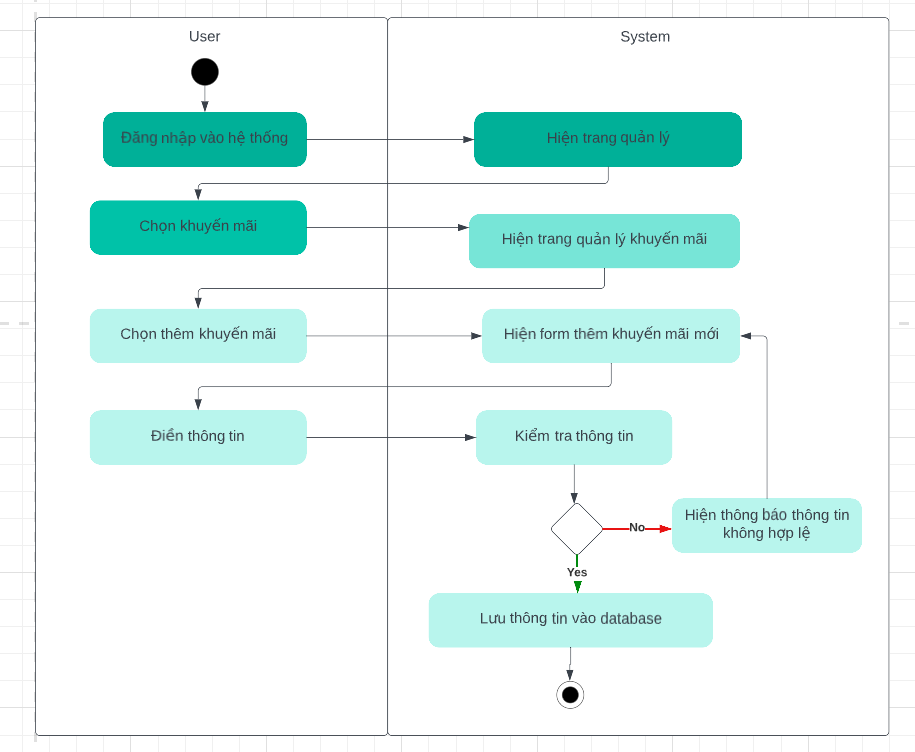 User
System
Đăng nhập vào hệ thống
Hiện trang quản lý
Chọn khuyến mãi
Hiện trang quản lý khuyến mãi
Chọn thêm khuyến mãi
Hiện form thêm khuyến mãi mới
Điền thông tin
Kiểm tra thông tin
No
Hiện thông báo thông tin
không hợp lệ
Yes
Lưu thông tin vào database